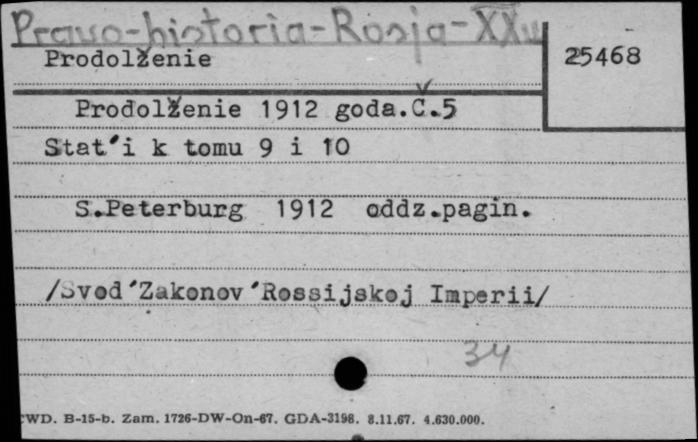 Prawo-historia-Rosja-XXw
Prodolženie
25468
Prodolženie 1912 goda.Č.5
Stat'i k tomu 9 i 10
S.Peterburg 1912 oddz.pagin.
/Svod'Zakonov'Rossijskoj Imperii/
34
WD. B-15-b. Zam. 1726-DW-On-67. GDA-3198. 8.11.67. 4.630.000.